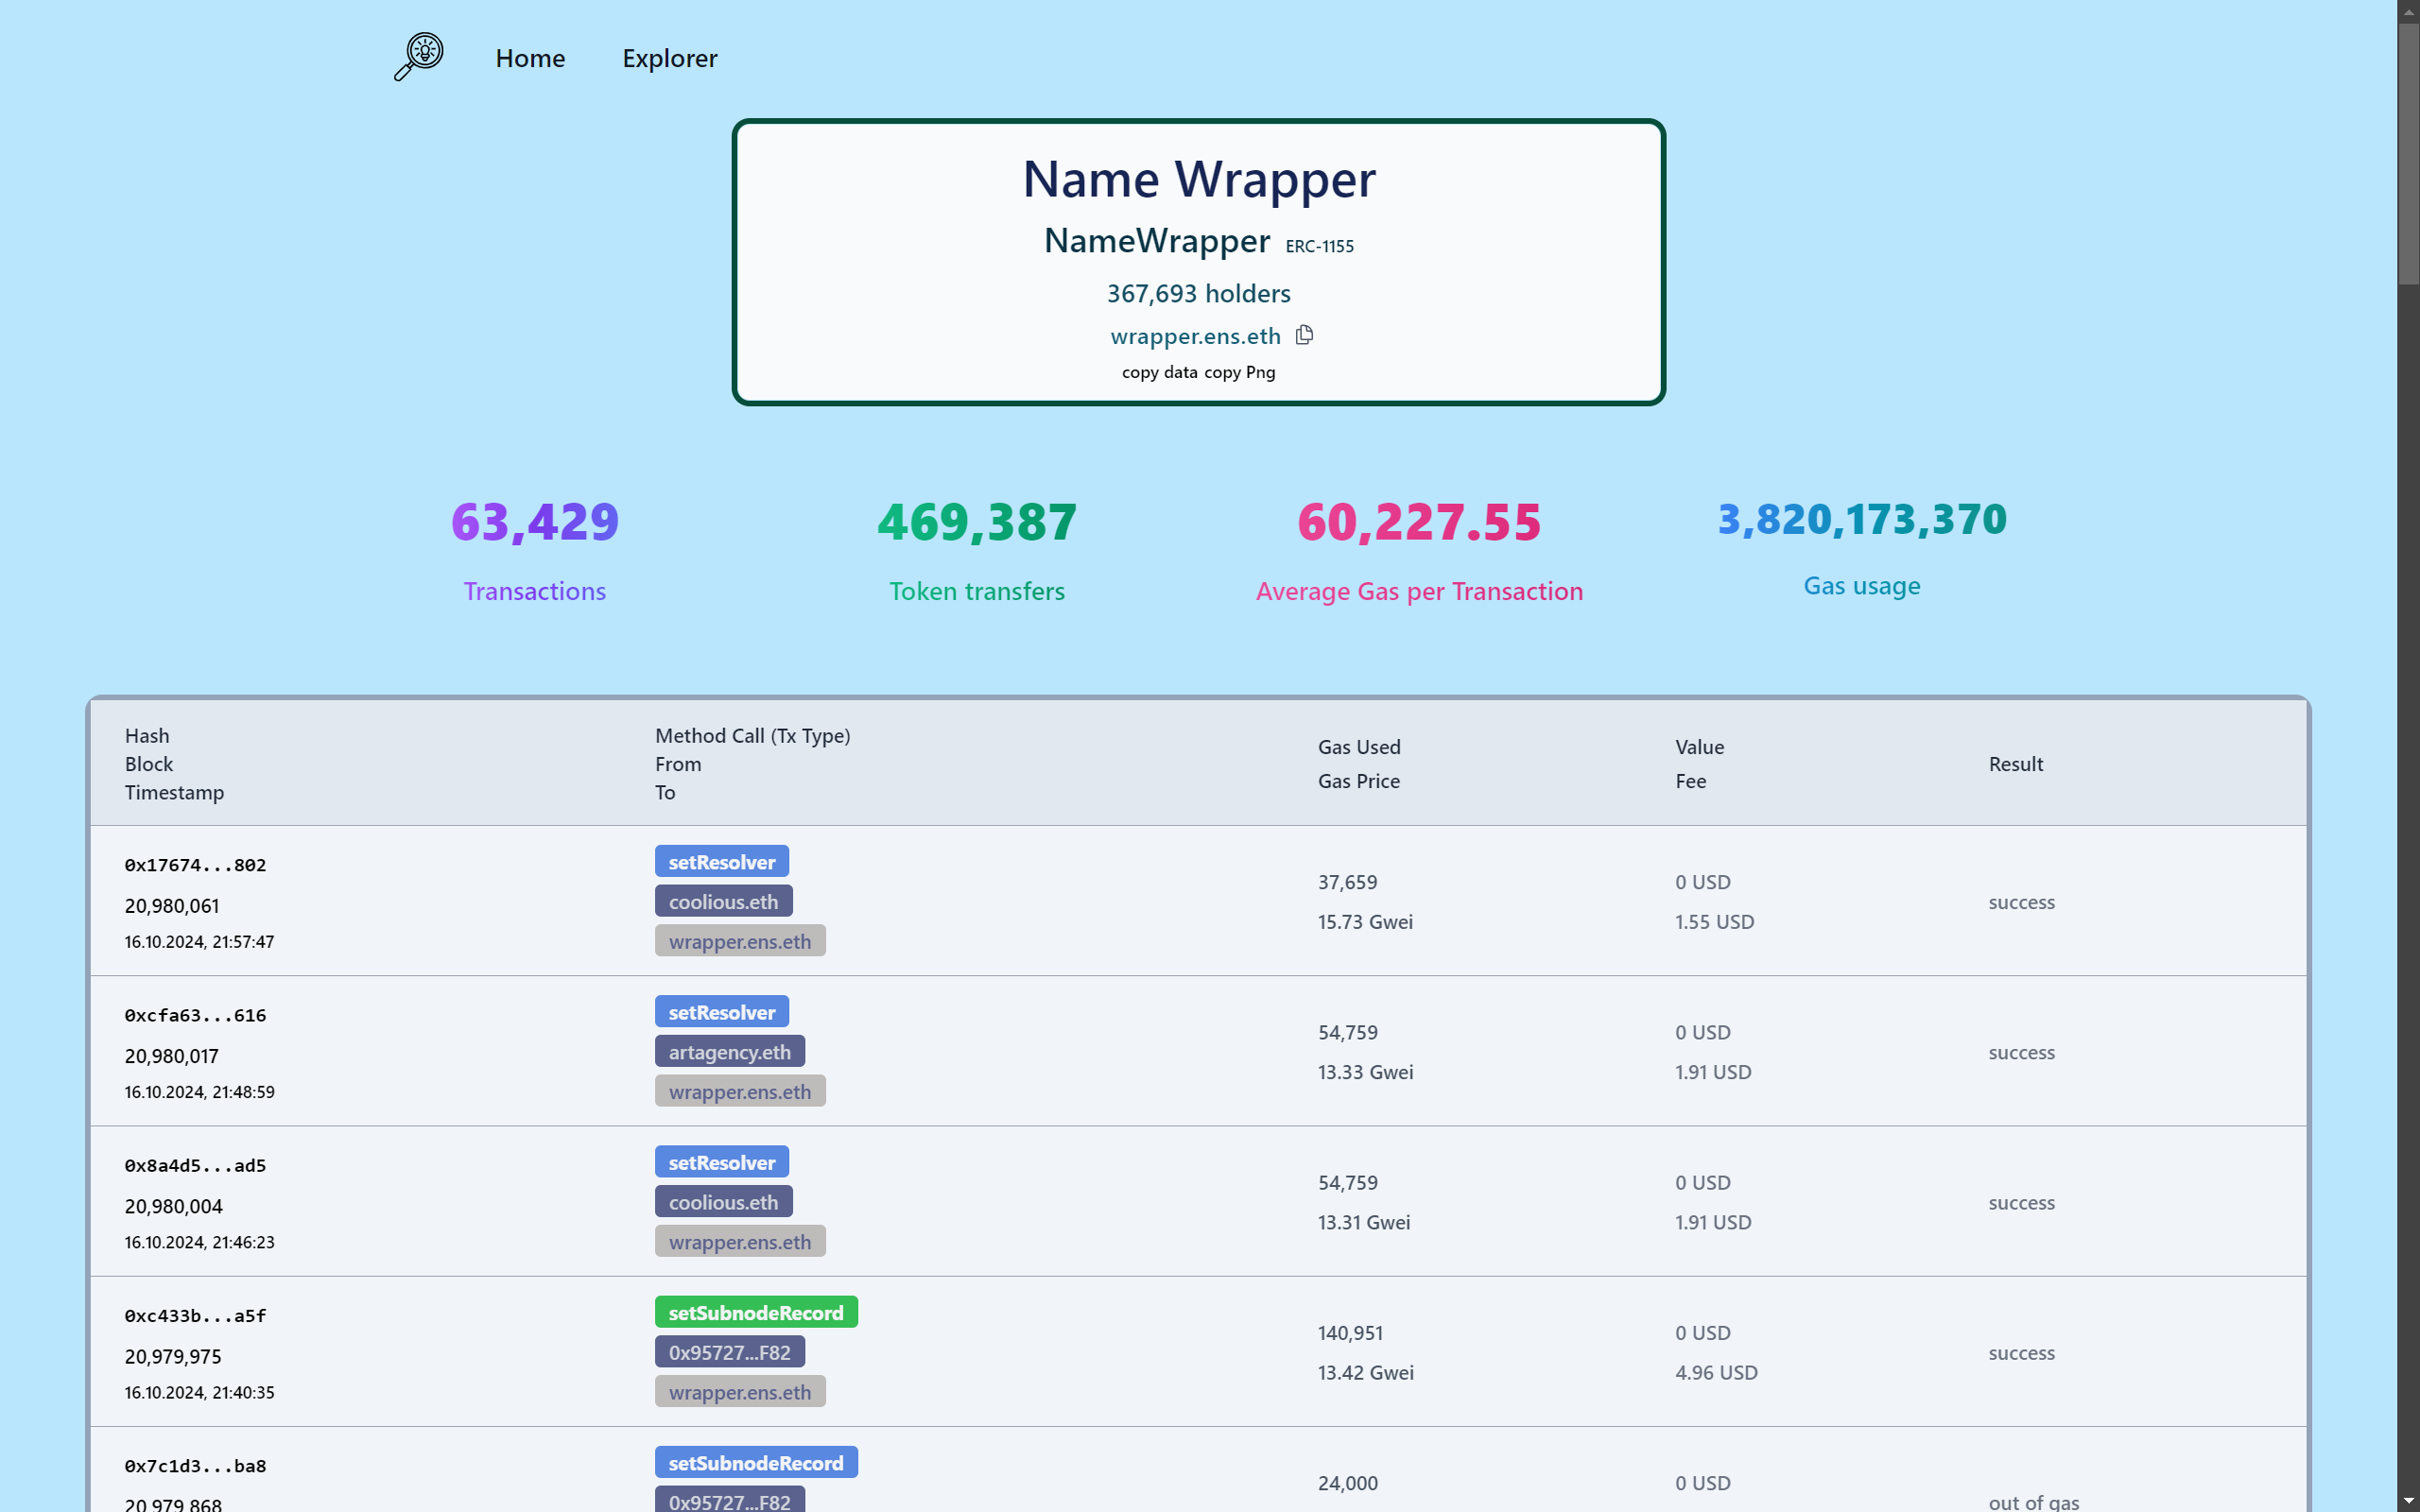 Home Explorer
Name Wrapper
NameWrapper ERC-1155
367,693 holders
wrapper.ens.eth
copy data copy Png
63,429 469,387 60,227.55 3,820,173,370
Transactions Token transfers Average Gas per Transaction Gas usage
Hash
Block
Timestamp
Method Call (Tx Type)
From
To
Gas Used
Gas Price
Value
Fee
Result
0x17674...802
20,980,061
16.10.2024, 21:57:47
setResolver
coolious.eth
wrapper.ens.eth
37,659
15.73 Gwei
0 USD
1.55 USD
success
0xcfa63...616
20,980,017
16.10.2024, 21:48:59
setResolver
artagency.eth
wrapper.ens.eth
54,759
13.33 Gwei
0 USD
1.91 USD
success
0x8a4d5...ad5
20,980,004
16.10.2024, 21:46:23
setResolver
coolious.eth
wrapper.ens.eth
54,759
13.31 Gwei
0 USD
1.91 USD
success
0xc433b...a5f
20,979,975
16.10.2024, 21:40:35
setSubnodeRecord
0x95727...F82
wrapper.ens.eth
140,951
13.42 Gwei
0 USD
4.96 USD
success
0x7c1d3...ba8
20,979,868
setSubnodeRecord
0x95727...F82
24,000
0 USD
out of gas